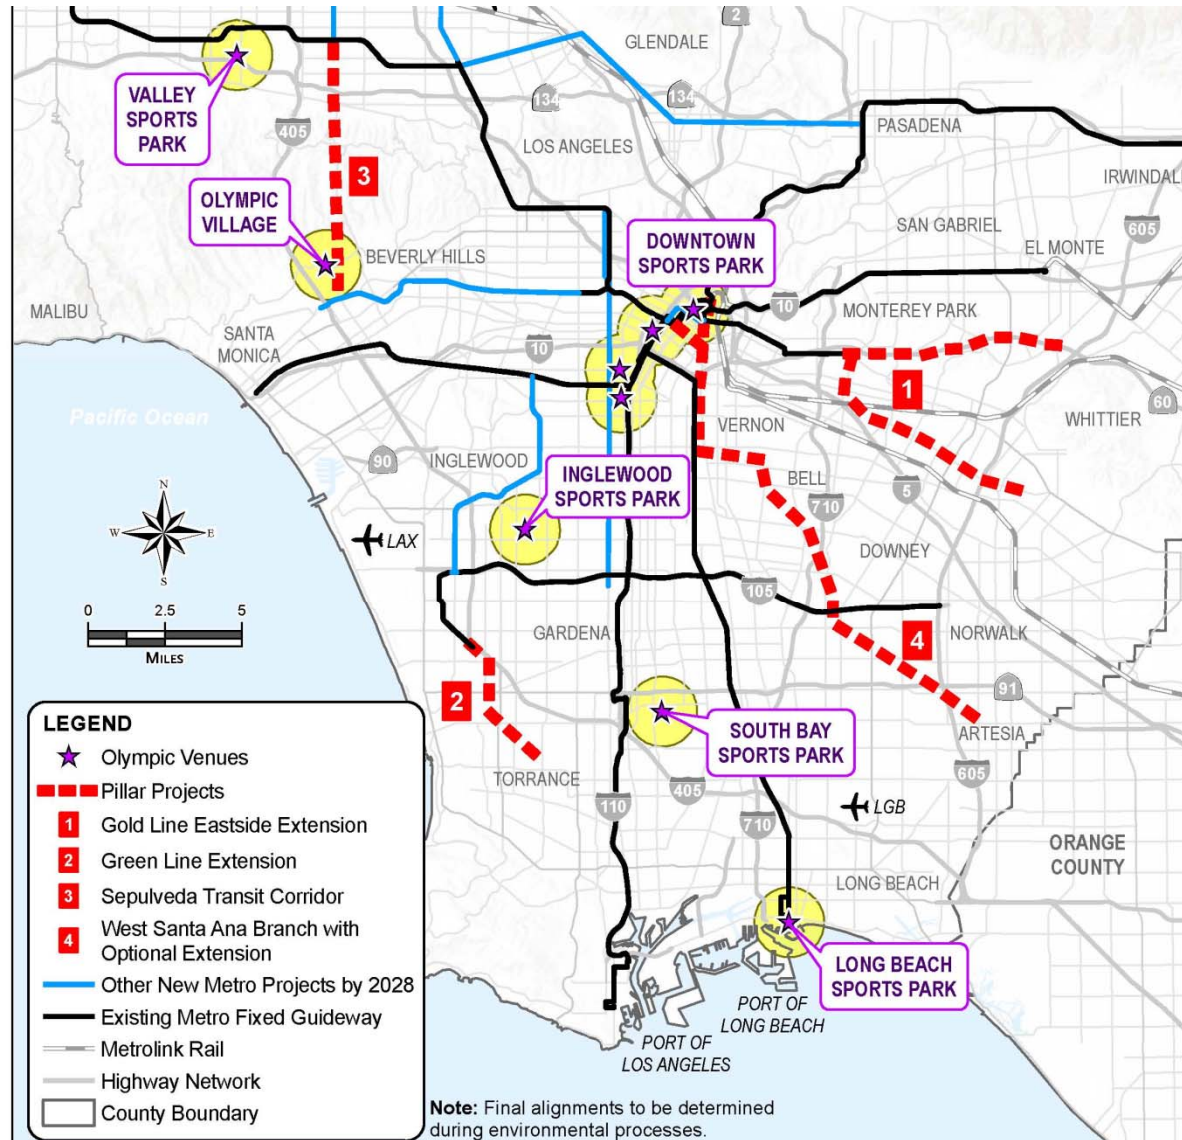 2
GLENDALE
VALLEY
SPORTS
PARK
134
134
PASADENA
405
LOS ANGELES
3
IRWINDAL
OLYMPIC
VILLAGE
SAN GABRIEL
605
DOWNTOWN
SPORTS PARK
EL MONTE
BEVERLY HILLS
MALIBU
10
MONTEREY PARK
SANTA
MONICA
10
1
60
Pacific Ocean
WHITTIER
VERNON
90
INGLEWOOD
INGLEWOOD
SPORTS PARK
BELL
5
710
N
W
E
S
LAX
DOWNEY
0
2.5
5
MILES
105
GARDENA
NORWALK
4
2
91
SOUTH BAY
SPORTS PARK
ARTESIA
TORRANCE
405
605
110
710
LGB
ORANGE
COUNTY
LONG BEACH
LONG BEACH
SPORTS PARK
PORT OF
LONG BEACH
PORT OF
LOS ANGELES
LEGEND
Olympic Venues
Pillar Projects
1 Gold Line Eastside Extension
2 Green Line Extension
3 Sepulveda Transit Corridor
4 West Santa Ana Branch with
Optional Extension
Other New Metro Projects by 2028
Existing Metro Fixed Guideway
Metrolink Rail
Highway Network
County Boundary
Note: Final alignments to be determined
during environmental processes.